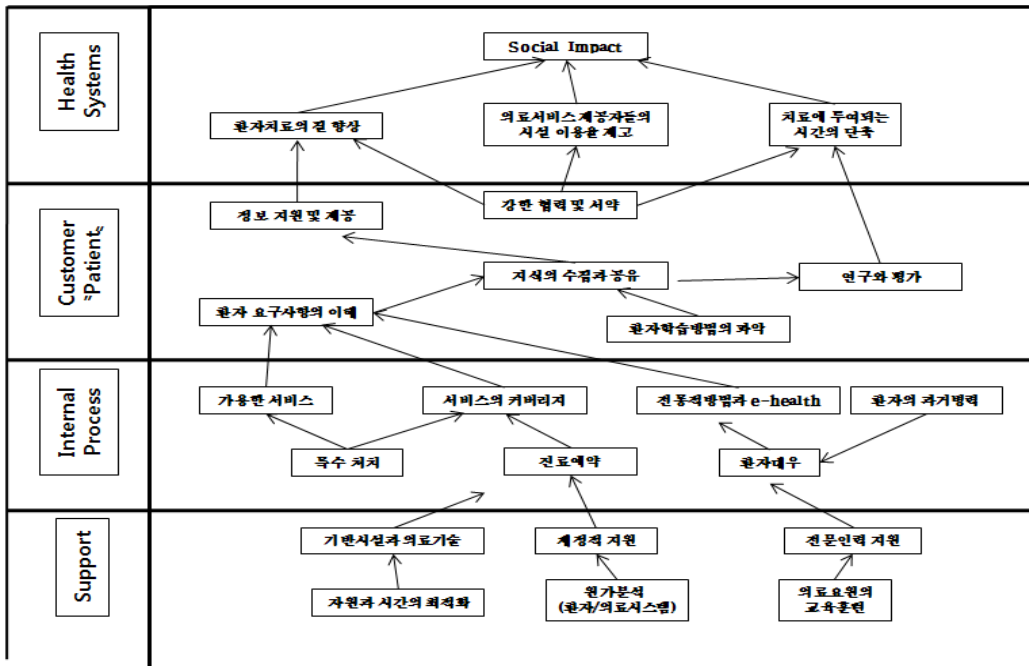 Health
Systems
Social Impact
환자치료의 질 향상
의료서비스 제공자들의
시설 이용율 제고
치료에 투여되는
시간의 단축
Customer
"Patient"
정보 지원 및 제공
강한 협력 및 서약
지식의 수집과 공유
연구와 평가
환자 요구사항의 이해
환자학습방법의 파악
Internal
Process
가용한 서비스
서비스의 커버리지
전통적방법과 e-health
환자의 과거병력
특수 처치
진료예약
환자대우
Support
기반시설과 의료기술
재정적 지원
전문인력 지원
자원과 시간의 최적화
원가분석
(환자/의료시스템)
의료요원의
교육훈련